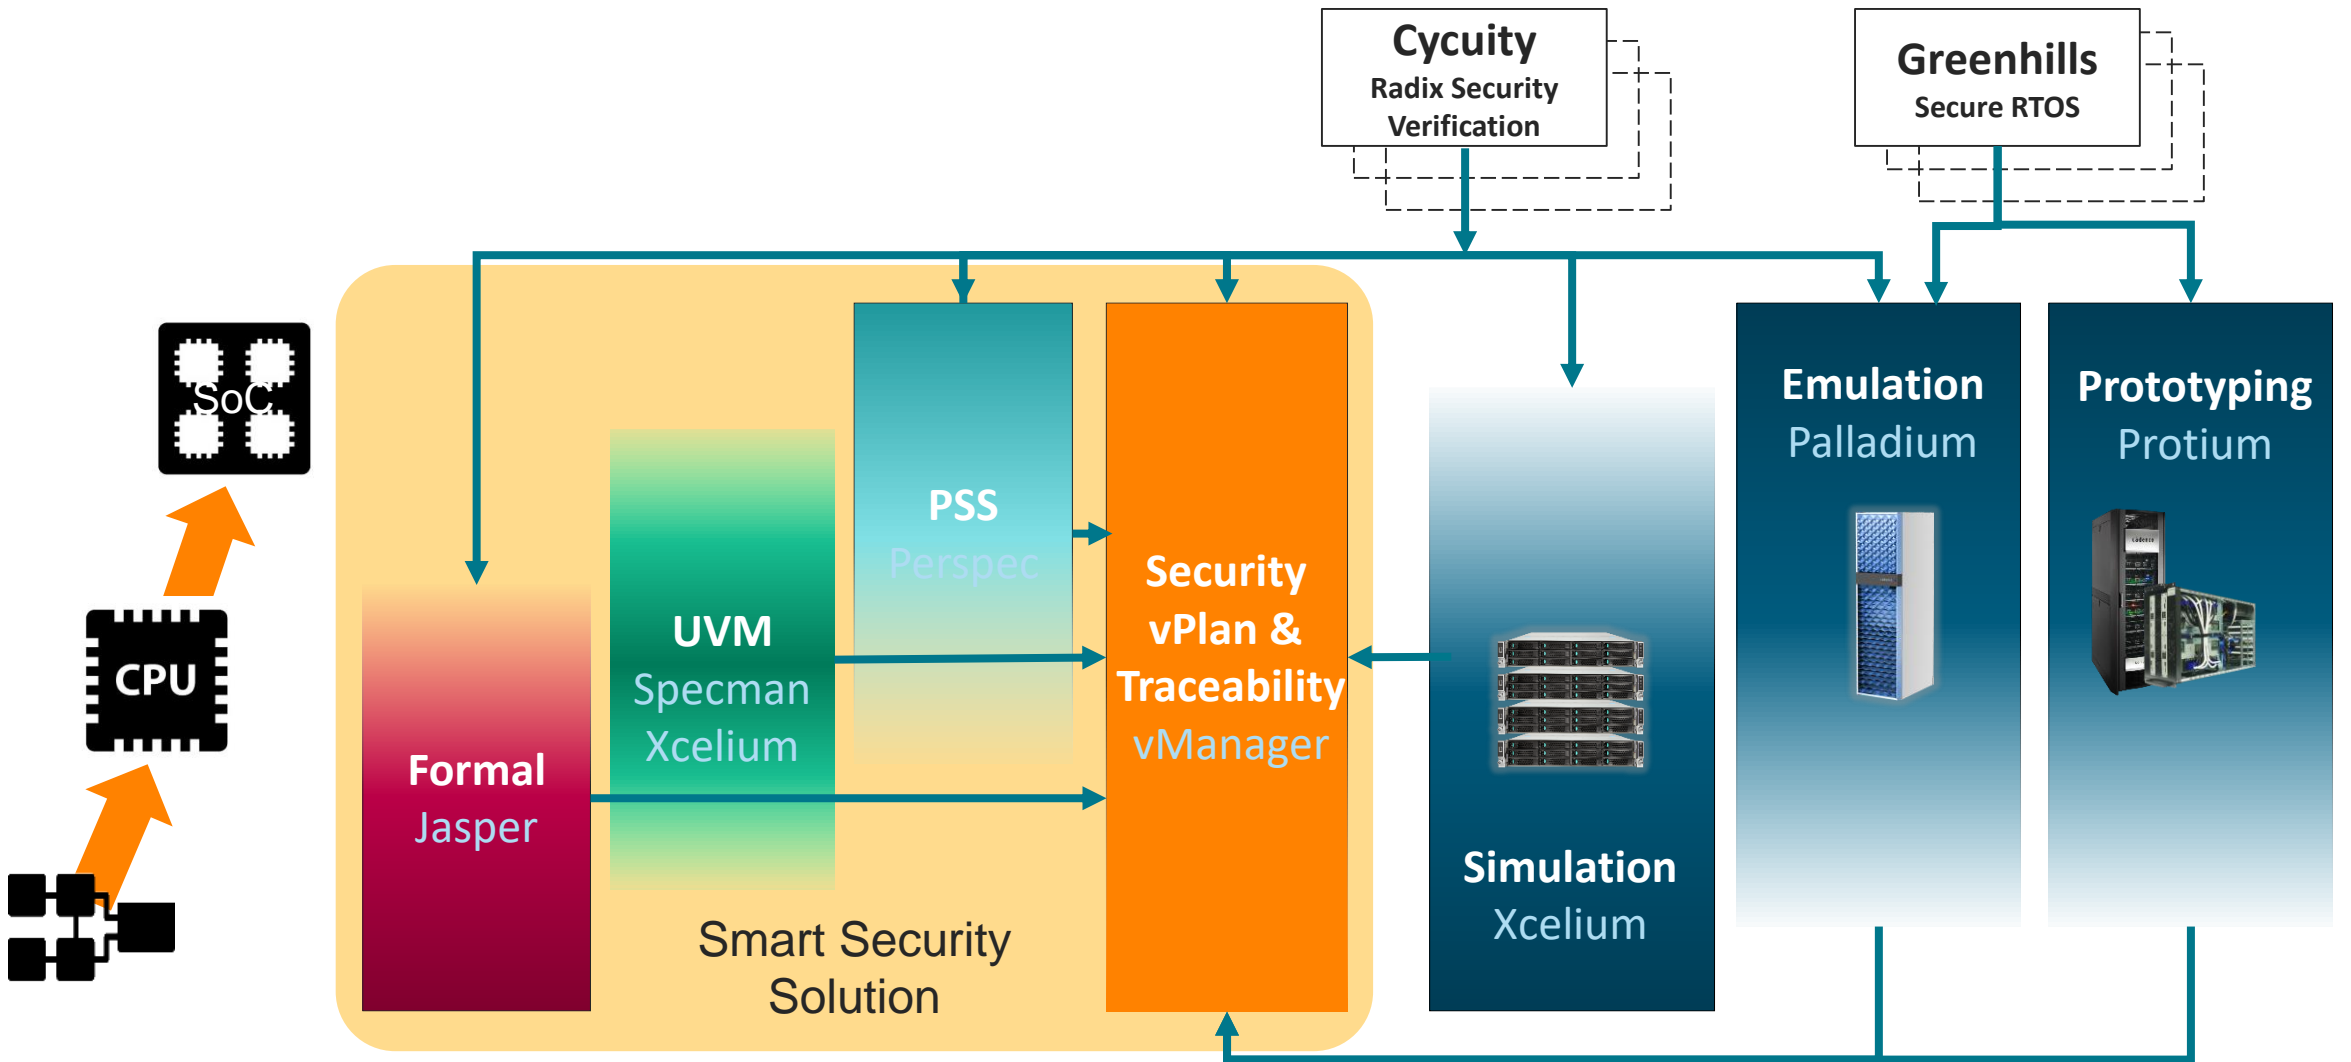 Cycuity
Radix Security
Verification
Greenhills
Secure RTOS
SoC
CPU
Formal
Jasper
UVM
Specman
Xcelium
PSS
Perspec
Security
vPlan &
Traceability
vManager
Smart Security
Solution
Simulation
Xcelium
Emulation
Palladium
Prototyping
Protium
cadence